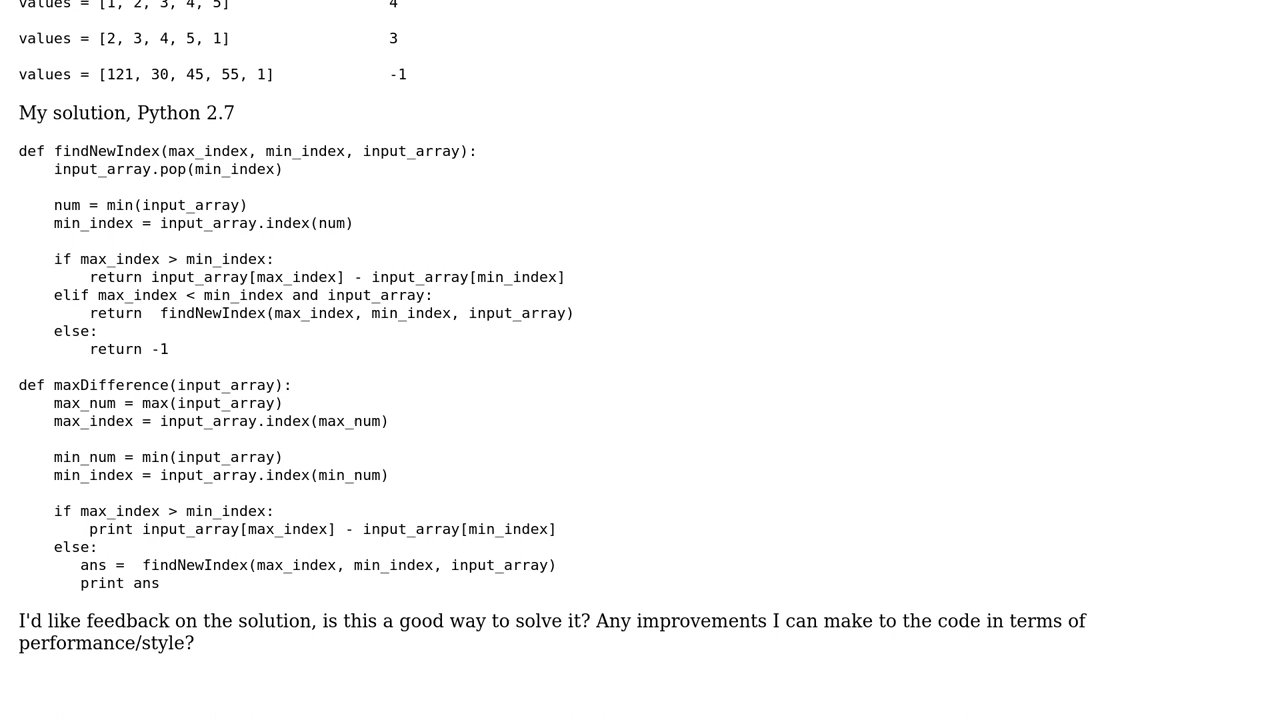 values = [1, 2, 3, 4, 5]                  4
values = [2, 3, 4, 5, 1]                  3
values = [121, 30, 45, 55, 1]             -1
My solution, Python 2.7
def findNewIndex(max_index, min_index, input_array):
    input_array.pop(min_index)
    num = min(input_array)
    min_index = input_array.index(num)
    if max_index > min_index:
        return input_array[max_index] - input_array[min_index]
    elif max_index < min_index and input_array:
        return  findNewIndex(max_index, min_index, input_array)
    else:
        return -1
def maxDifference(input_array):
    max_num = max(input_array)
    max_index = input_array.index(max_num)
    min_num = min(input_array)
    min_index = input_array.index(min_num)
    if max_index > min_index:
        print input_array[max_index] - input_array[min_index]
    else:
       ans =  findNewIndex(max_index, min_index, input_array)
       print ans
I'd like feedback on the solution, is this a good way to solve it? Any improvements I can make to the code in terms of
performance/style?